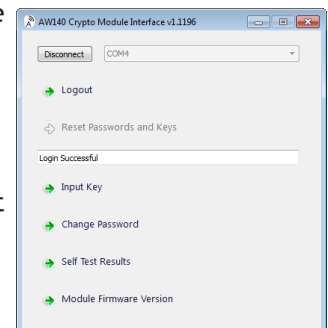 AW140 Crypto Module Interface v1.1196
Disconnect COM4
Logout
Reset Passwords and Keys
Login Successful
Input Key
Change Password
Self Test Results
Module Firmware Version